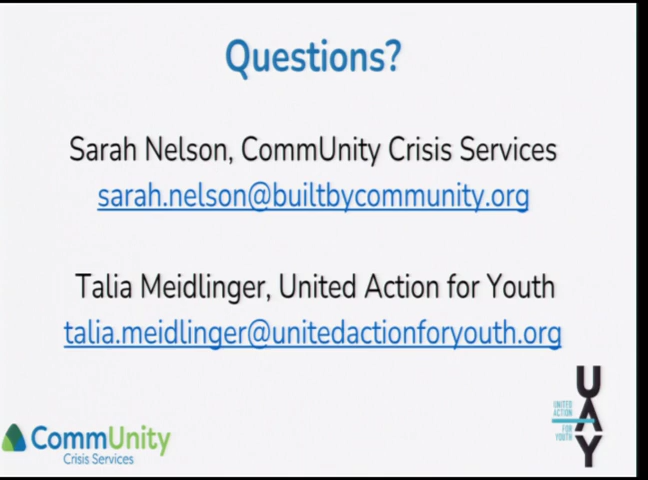 Questions?
Sarah Nelson, CommUnity Crisis Services
sarah.nelson@builtbycommunity.org
Talia Meidlinger, United Action for Youth
talia.meidlinger@unitedactionforyouth.org
CommUnity
Crisis Services
UNITED
ACTION
FOR
YOUTH
UAY